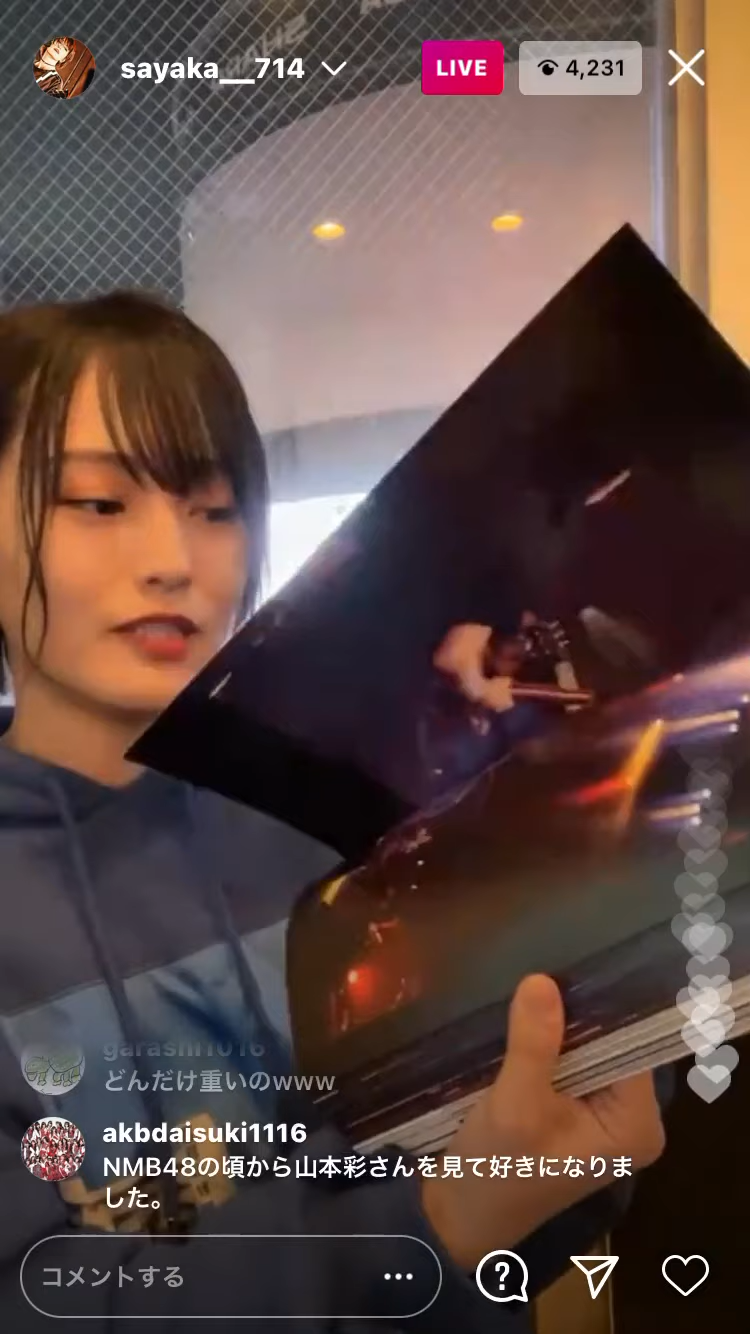 sayaka__714
LIVE
4,231
garashi1016
どんだけ重いのwww
akbdaisuki1116
NMB48の頃から山本彩さんを見て好きになりま
した。
コメントする